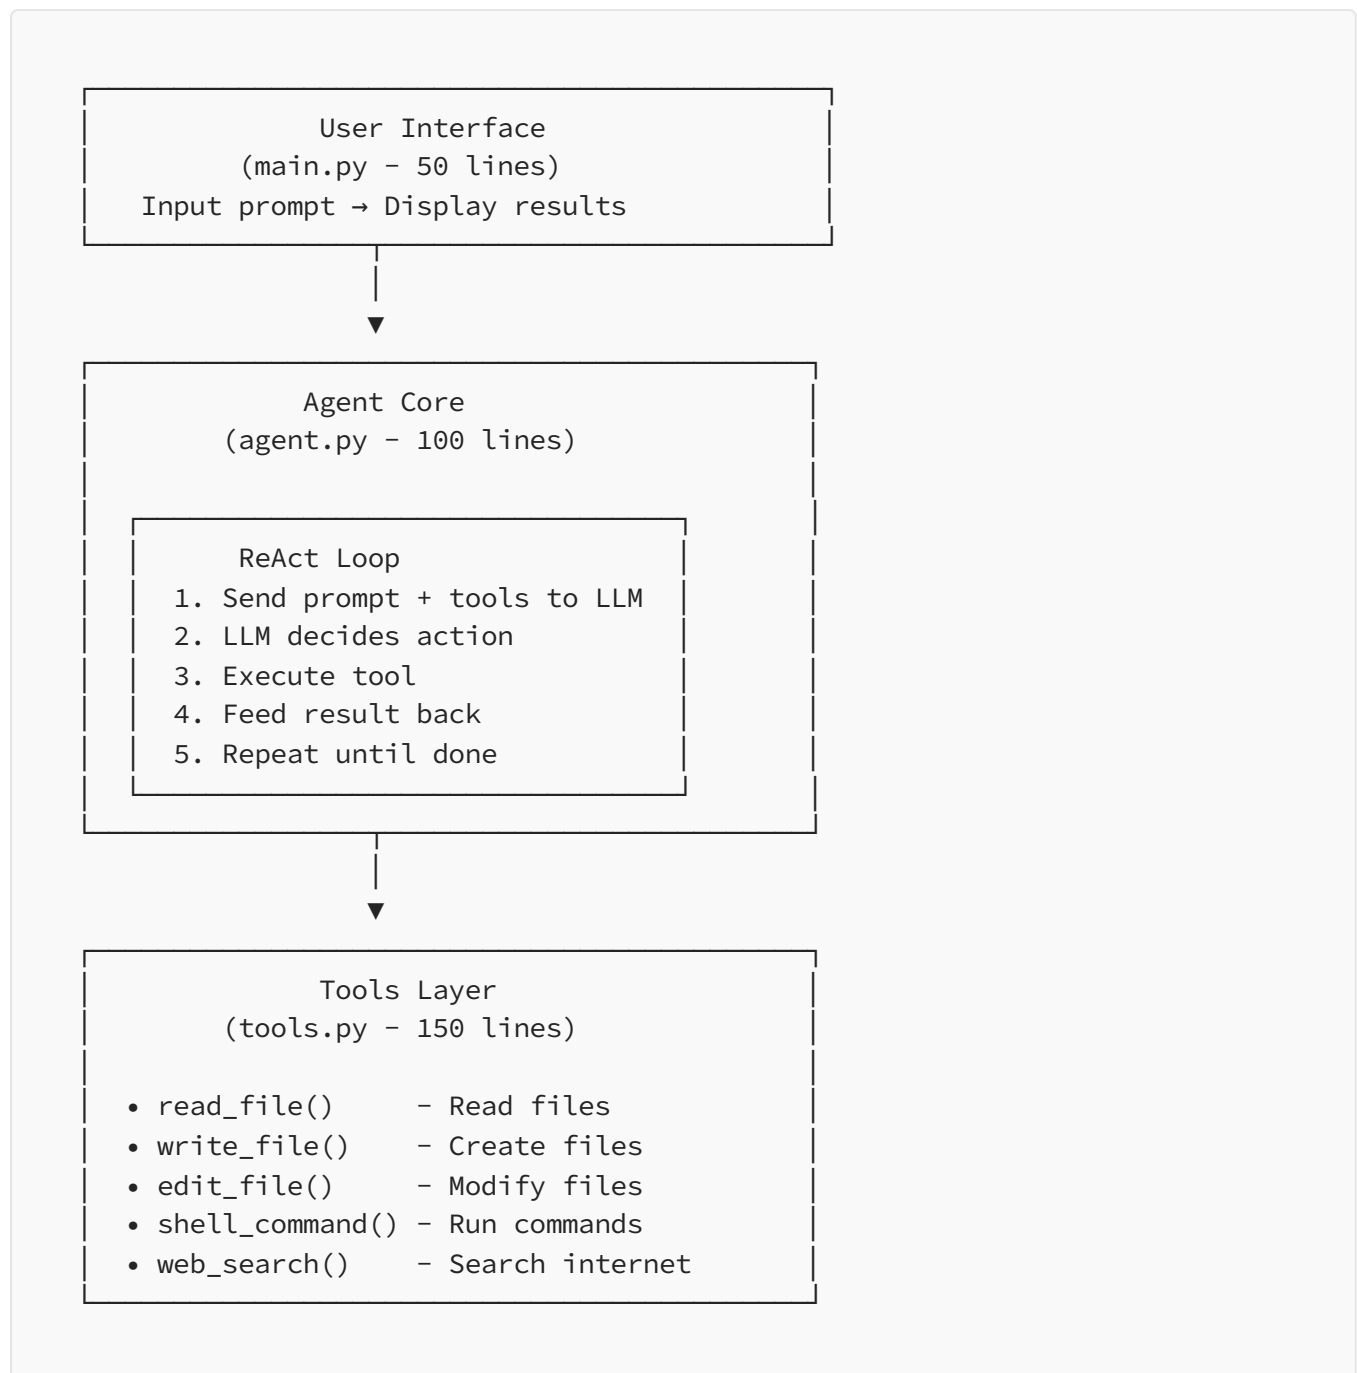 User Interface
(main.py - 50 lines)
Input prompt → Display results
▼
Agent Core
(agent.py - 100 lines)
ReAct Loop
1. Send prompt + tools to LLM
2. LLM decides action
3. Execute tool
4. Feed result back
5. Repeat until done
▼
Tools Layer
(tools.py - 150 lines)
• read_file() - Read files
• write_file() - Create files
• edit_file() - Modify files
• shell_command() - Run commands
• web_search() - Search internet